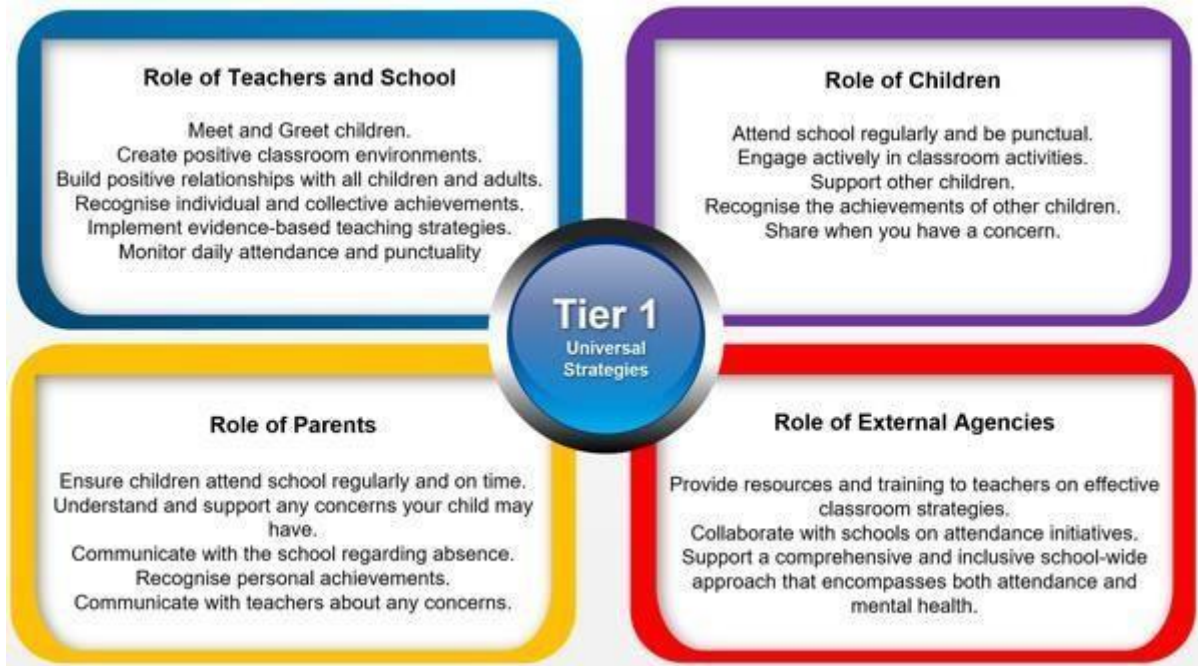 Role of Teachers and School
Meet and Greet children.
Create positive classroom environments.
Build positive relationships with all children and adults.
Recognise individual and collective achievements.
Implement evidence-based teaching strategies.
Monitor daily attendance and punctuality
Role of Children
Attend school regularly and be punctual.
Engage actively in classroom activities.
Support other children.
Recognise the achievements of other children.
Share when you have a concern.
Tier 1
Universal
Strategies
Role of Parents
Ensure children attend school regularly and on time.
Understand and support any concerns your child may
have.
Communicate with the school regarding absence.
Recognise personal achievements.
Communicate with teachers about any concerns.
Role of External Agencies
Provide resources and training to teachers on effective
classroom strategies.
Collaborate with schools on attendance initiatives.
Support a comprehensive and inclusive school-wide
approach that encompasses both attendance and
mental health.